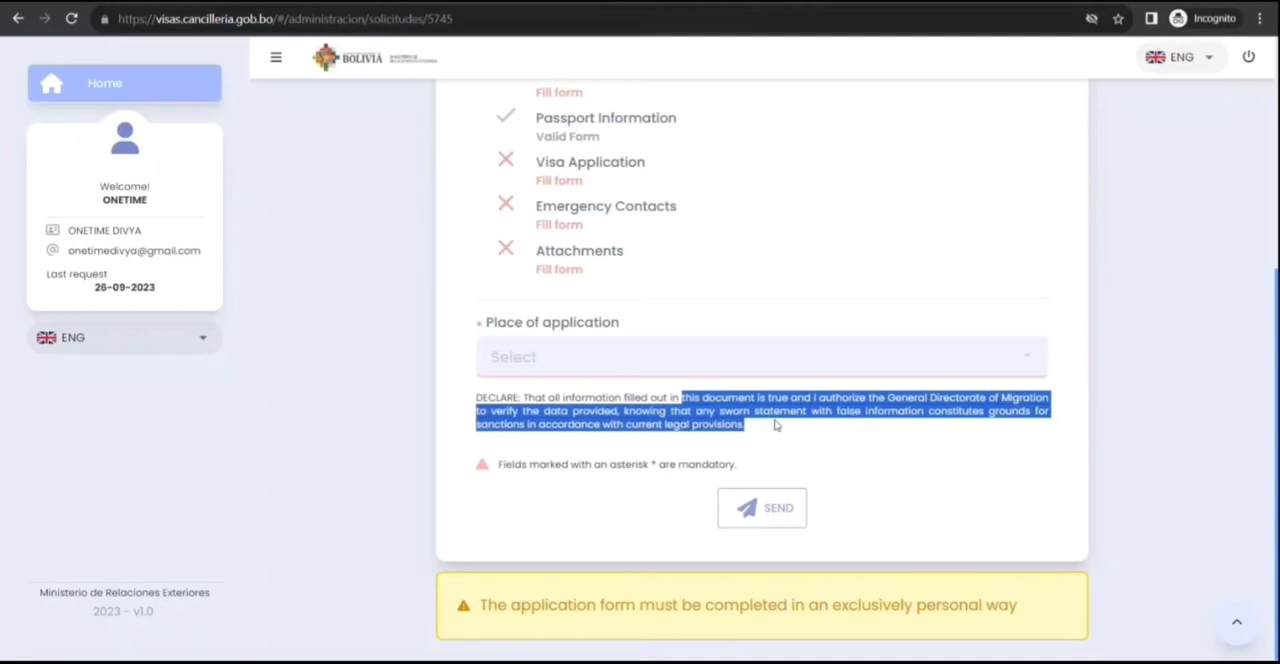 https://visas.cancilleria.gob.bo/#/administracion/solicitudes/5745
Incognito
Home
BOLIVIA
ENG
Welcome!
ONETIME
ONETIME DIVYA
onetimedivya@gmail.com
Last request
26-09-2023
ENG
Fill form
Passport Information
Valid Form
Visa Application
Fill form
Emergency Contacts
Fill form
Attachments
Fill form
* Place of application
Select
DECLARE: That all information filled out in this document is true and I authorize the General Directorate of Migration
to verify the data provided, knowing that any sworn statement with false information constitutes grounds for
sanctions in accordance with current legal provisions.
Fields marked with an asterisk * are mandatory.
SEND
The application form must be completed in an exclusively personal way
Ministerio de Relaciones Exteriores
2023 - v1.0